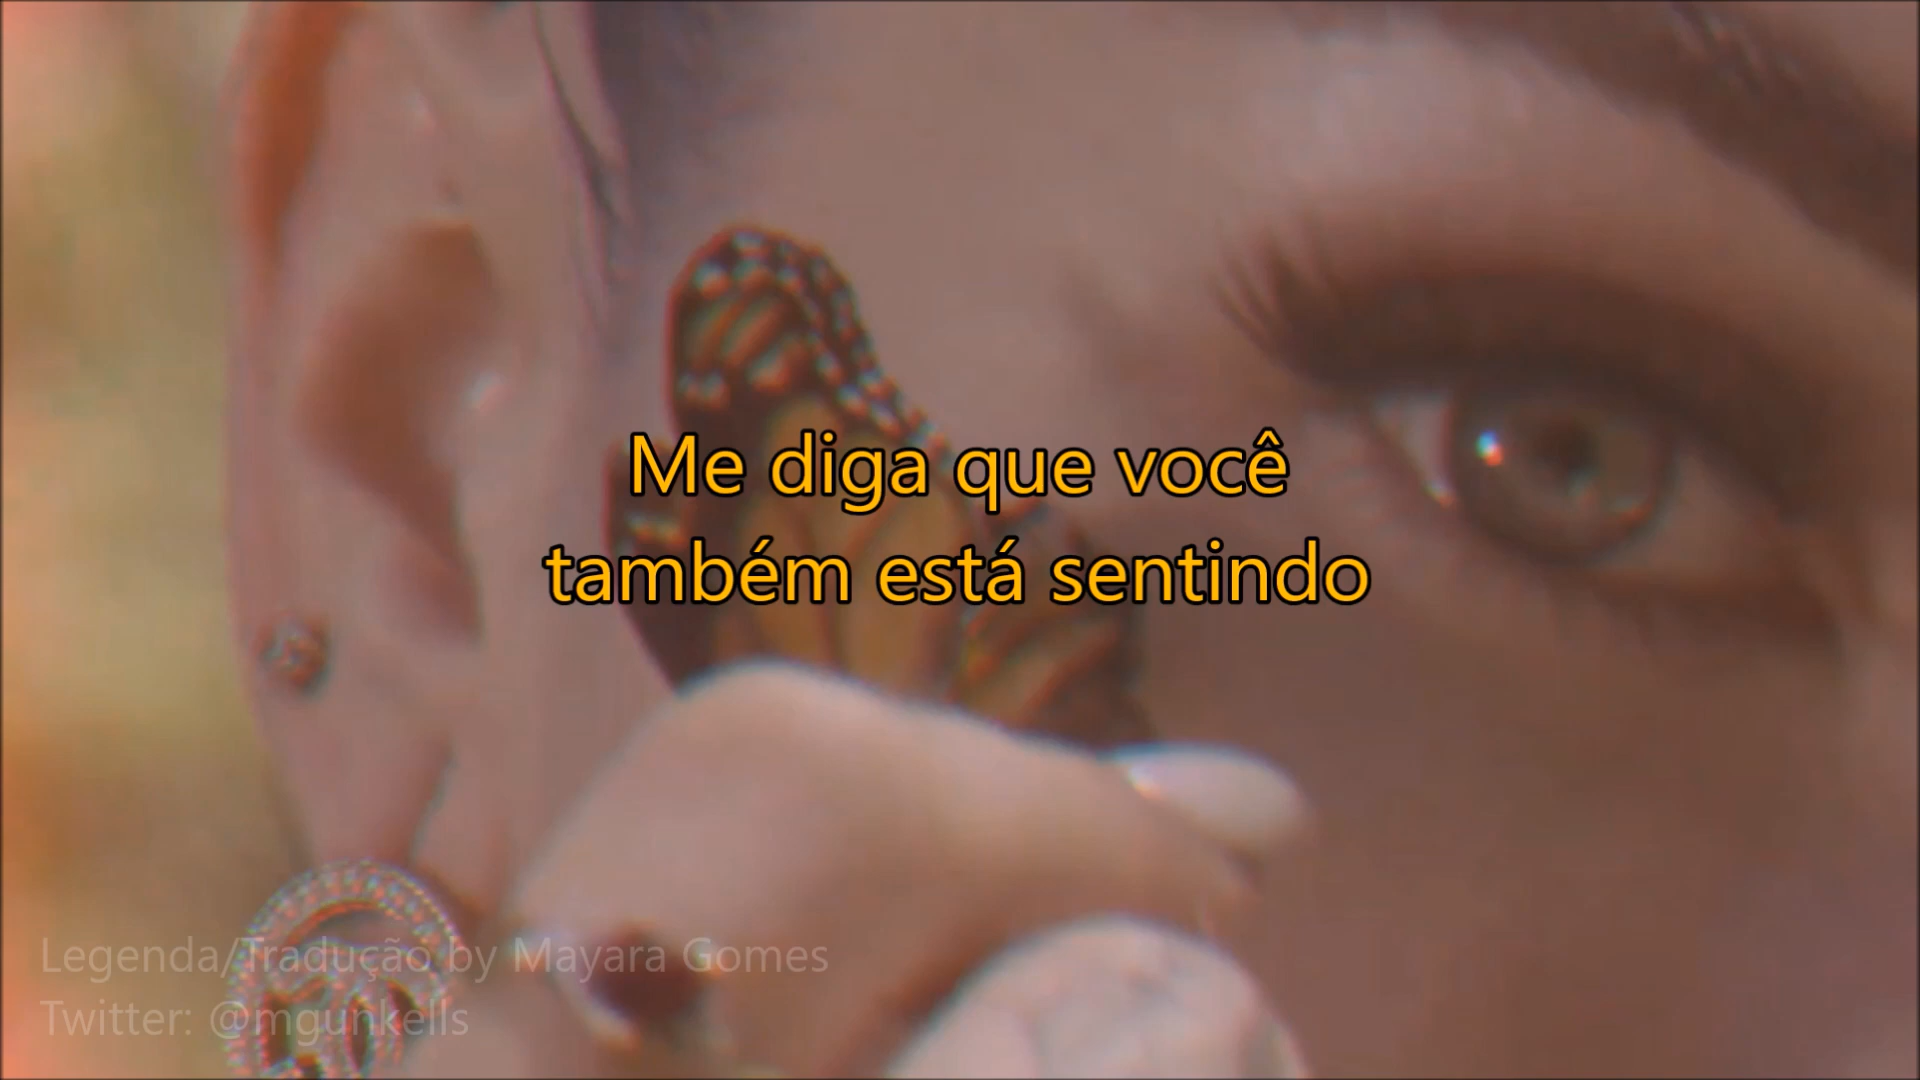 Me diga que você
também está sentindo
Legenda/Tradução by Mayara Gomes
Twitter: @mgunkells